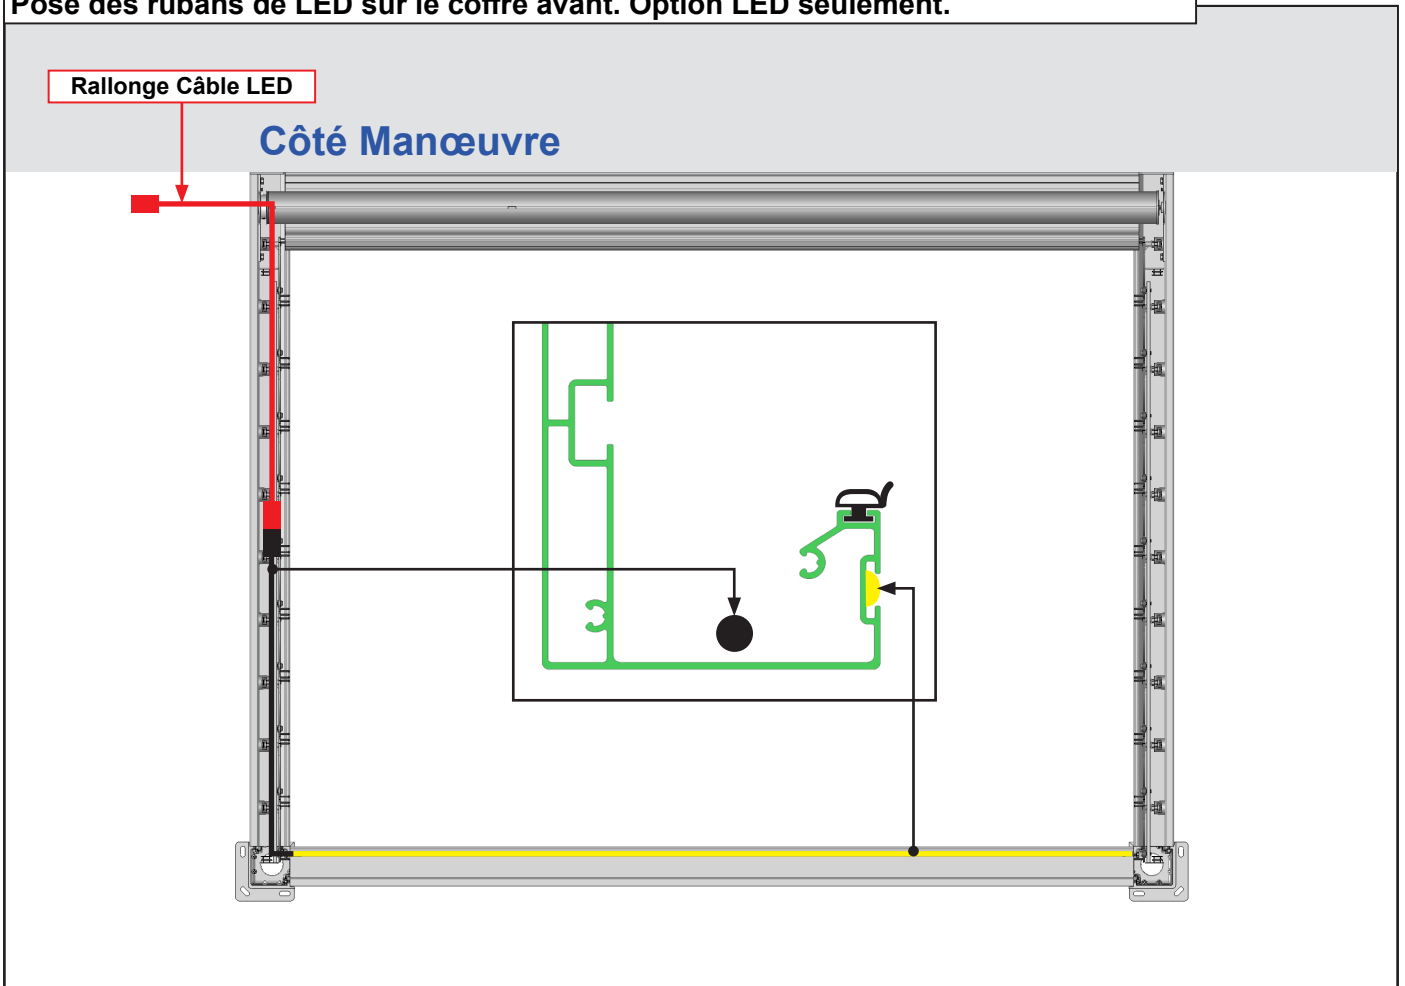 Pose des rubans de LED sur le coffre avant. Option LED seulement.
Rallonge Câble LED
Côté Manœuvre